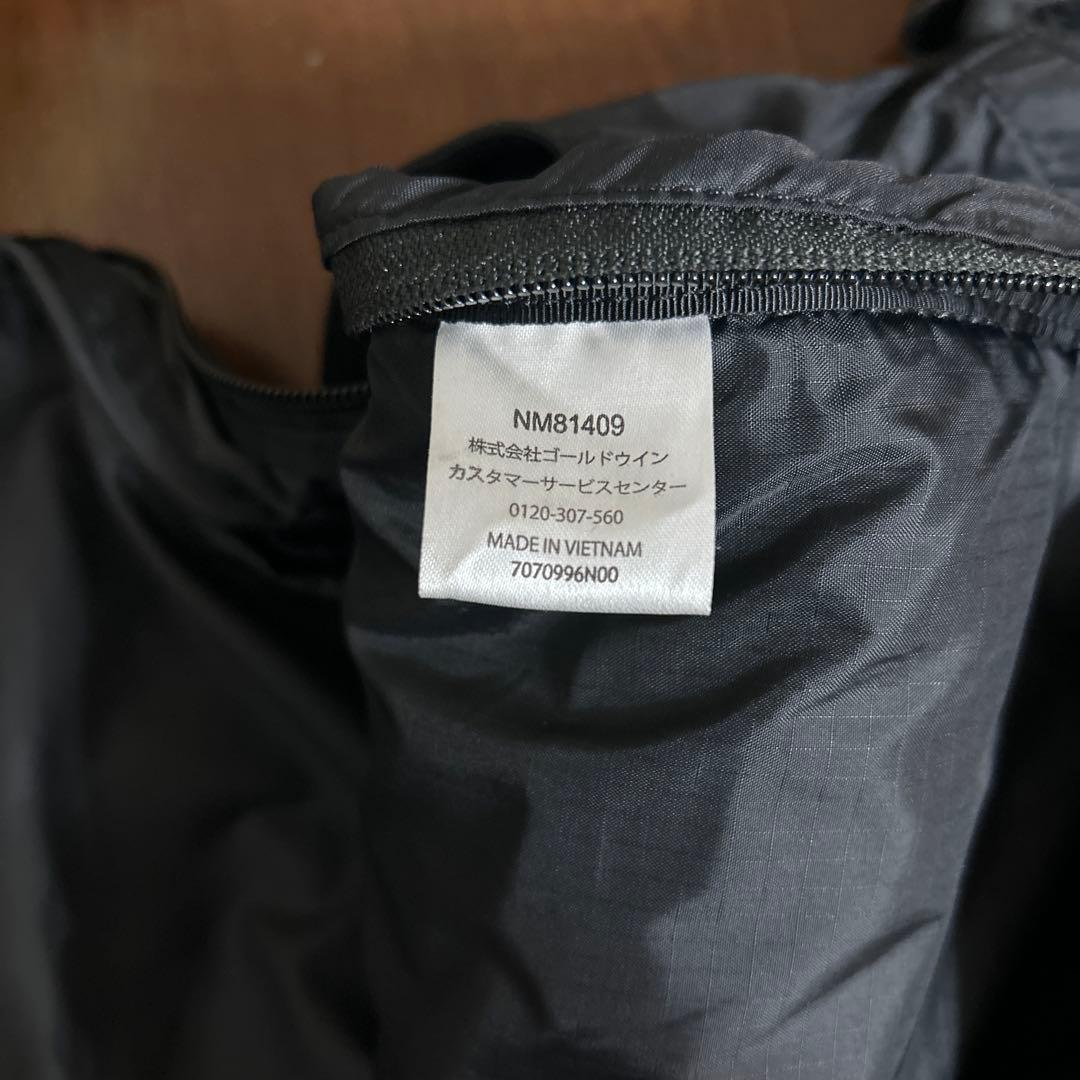 NM81409
株式会社ゴールドウイン
カスタマーサービスセンター
0120-307-560
MADE IN VIETNAM
7070996N00